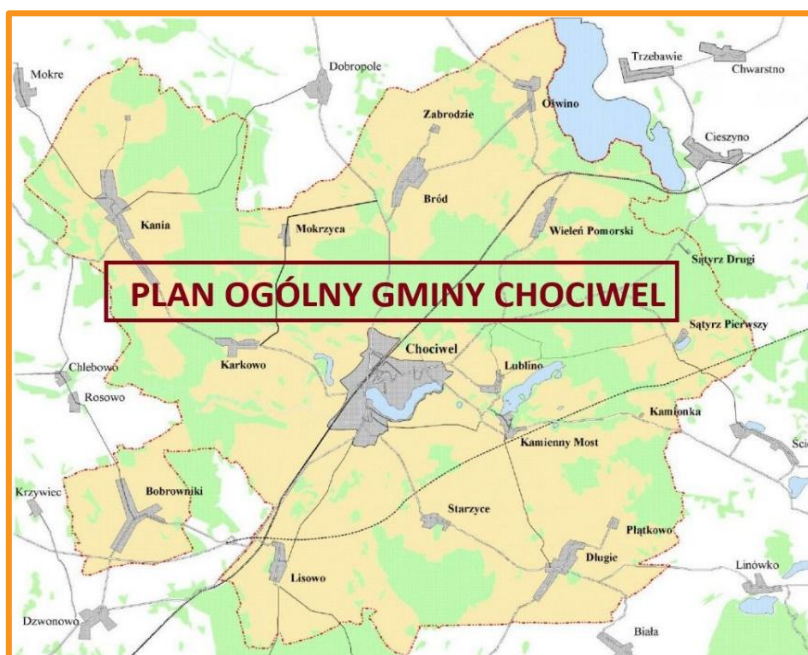 Trzebawie
Dobropole
Chwarstno
Mokre
Oświno
Zabrodzie
Cieszyno
Bród
Kania
Mokrzyca
Wieleń Pomorski
Sątyrz Drugi
PLAN OGÓLNY GMINY CHOCIWEL
Sątyrz Pierwszy
Chociwel
Karkowo
Lublino
Chlebowo
Rosowo
Kamionka
Kamienny Most
Ście
Bobrowniki
Krzywiec
Starzyce
Płątkowo
Długie
Lisowo
Linówko
Dzwonowo
Biała